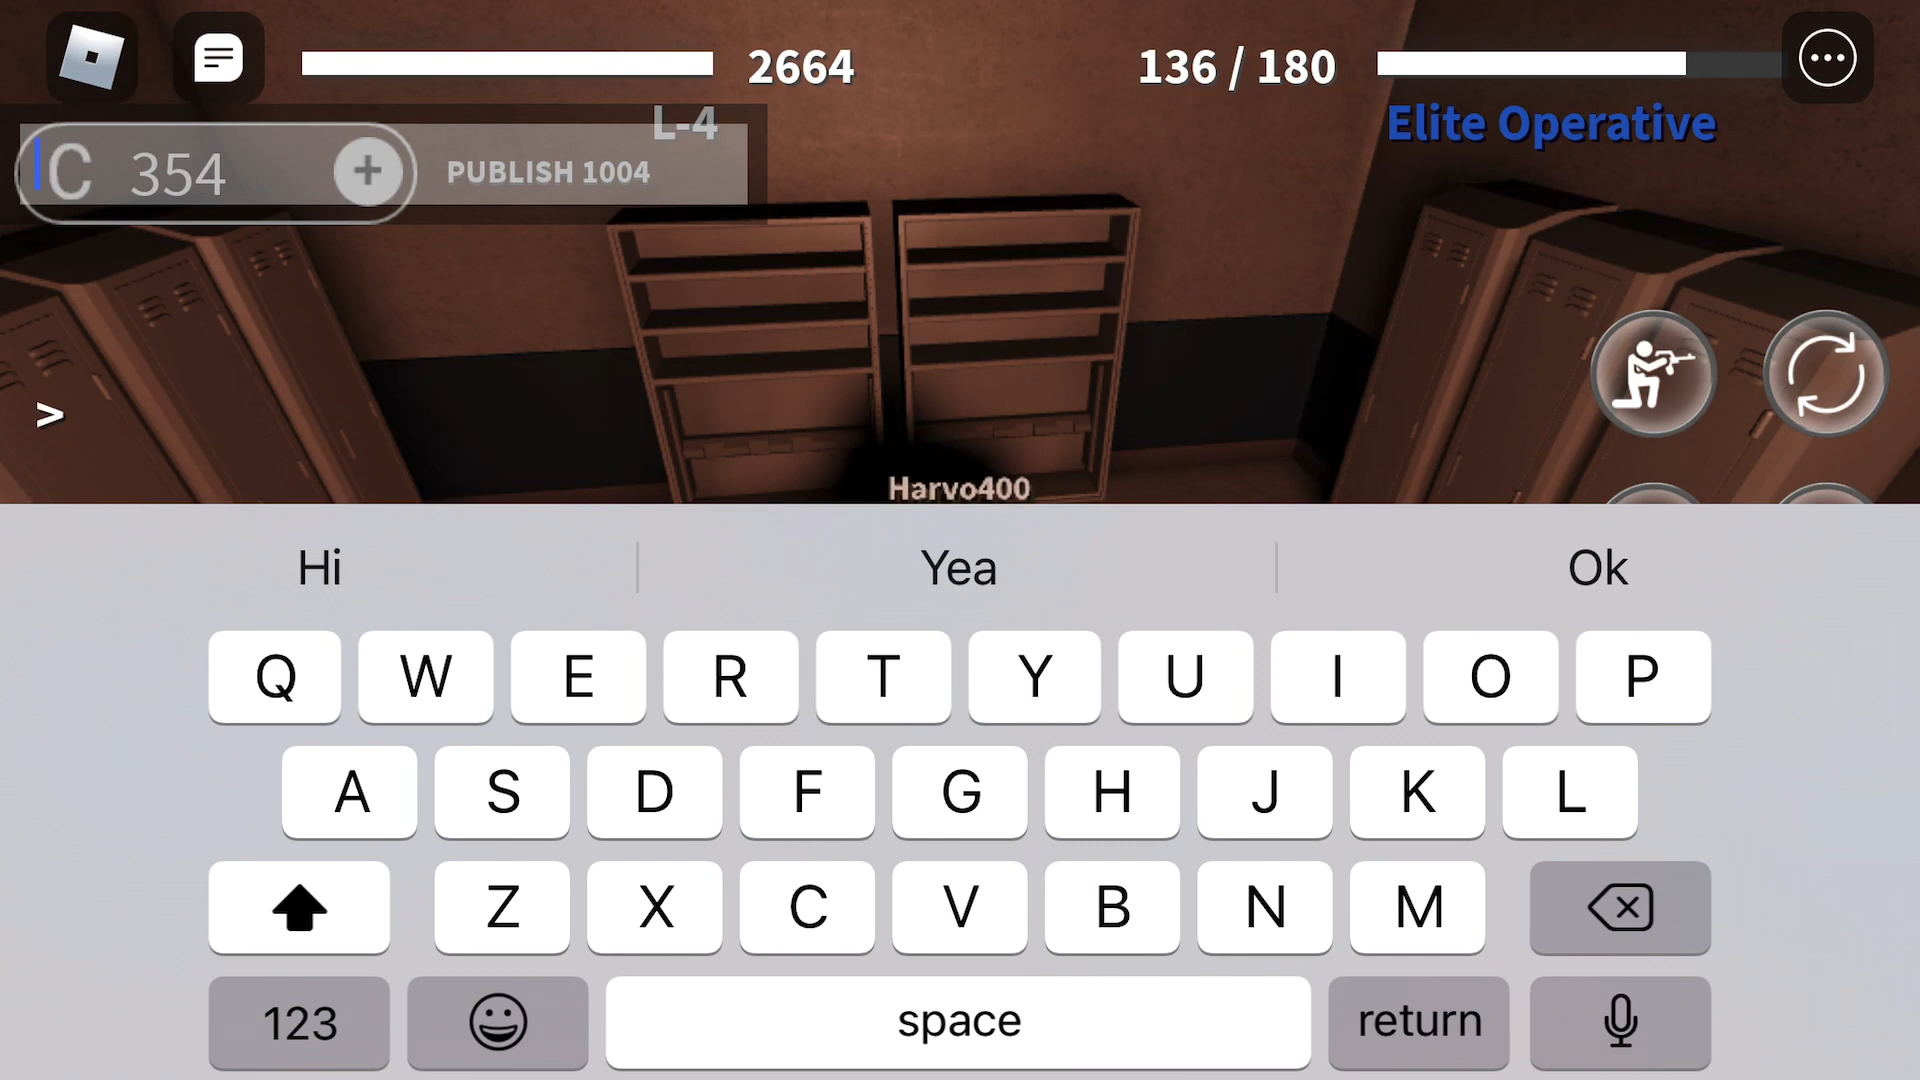 2664
136 / 180
L-4
Elite Operative
C 354 +
PUBLISH 1004
>
Harvo400
Hi
Yea
Ok
Q W E R T Y U I O P
A S D F G H J K L
Z X C V B N M
123
space
return